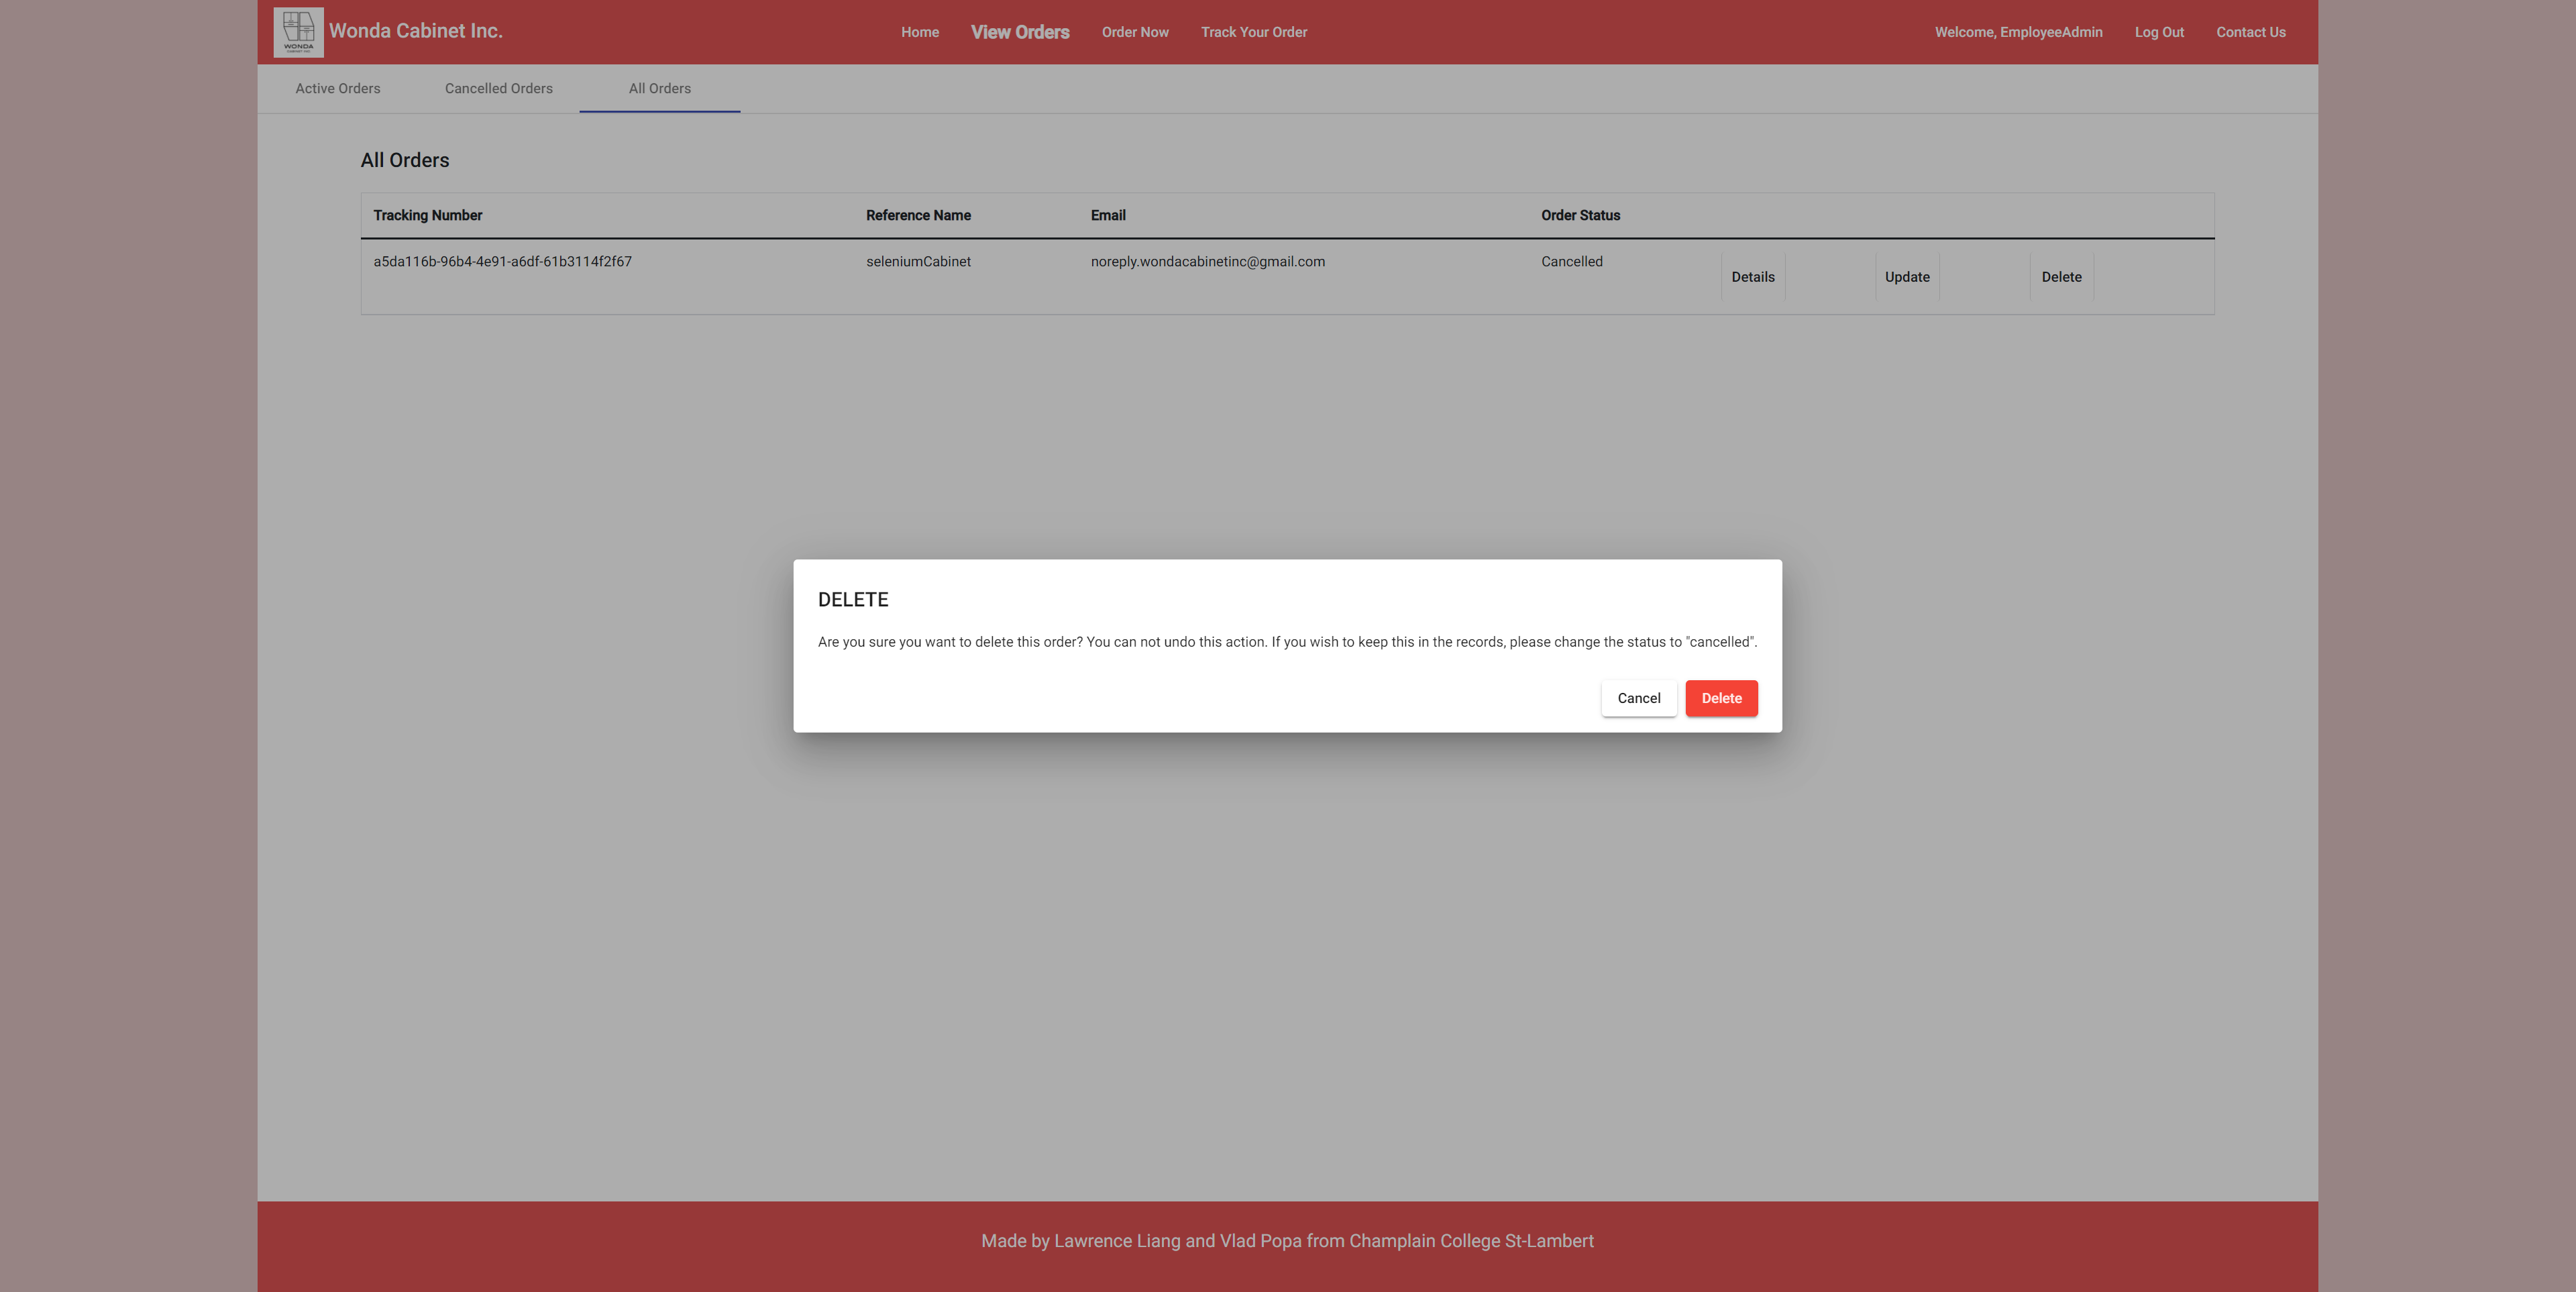 WONDA
CABINET INC.
Wonda Cabinet Inc.
Home
View Orders
Order Now
Track Your Order
Welcome, EmployeeAdmin
Log Out
Contact Us
Active Orders
Cancelled Orders
All Orders
All Orders
Tracking Number
Reference Name
Email
Order Status
a5da116b-96b4-4e91-a6df-61b3114f2f67
seleniumCabinet
noreply.wondacabinetinc@gmail.com
Cancelled
Details
Update
Delete
DELETE
Are you sure you want to delete this order? You can not undo this action. If you wish to keep this in the records, please change the status to "cancelled".
Cancel
Delete
Made by Lawrence Liang and Vlad Popa from Champlain College St-Lambert